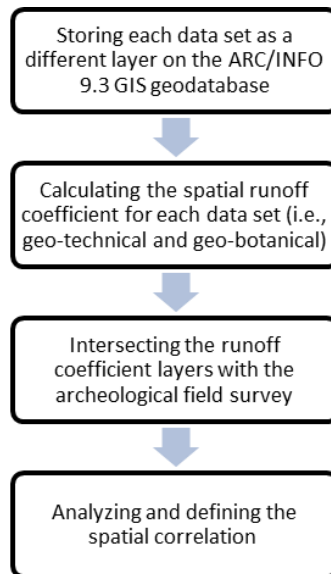 Storing each data set as a
different layer on the ARC/INFO
9.3 GIS geodatabase
Calculating the spatial runoff
coefficient for each data set (i.e.,
geo-technical and geo-botanical)
Intersecting the runoff
coefficient layers with the
archeological field survey
Analyzing and defining the
spatial correlation